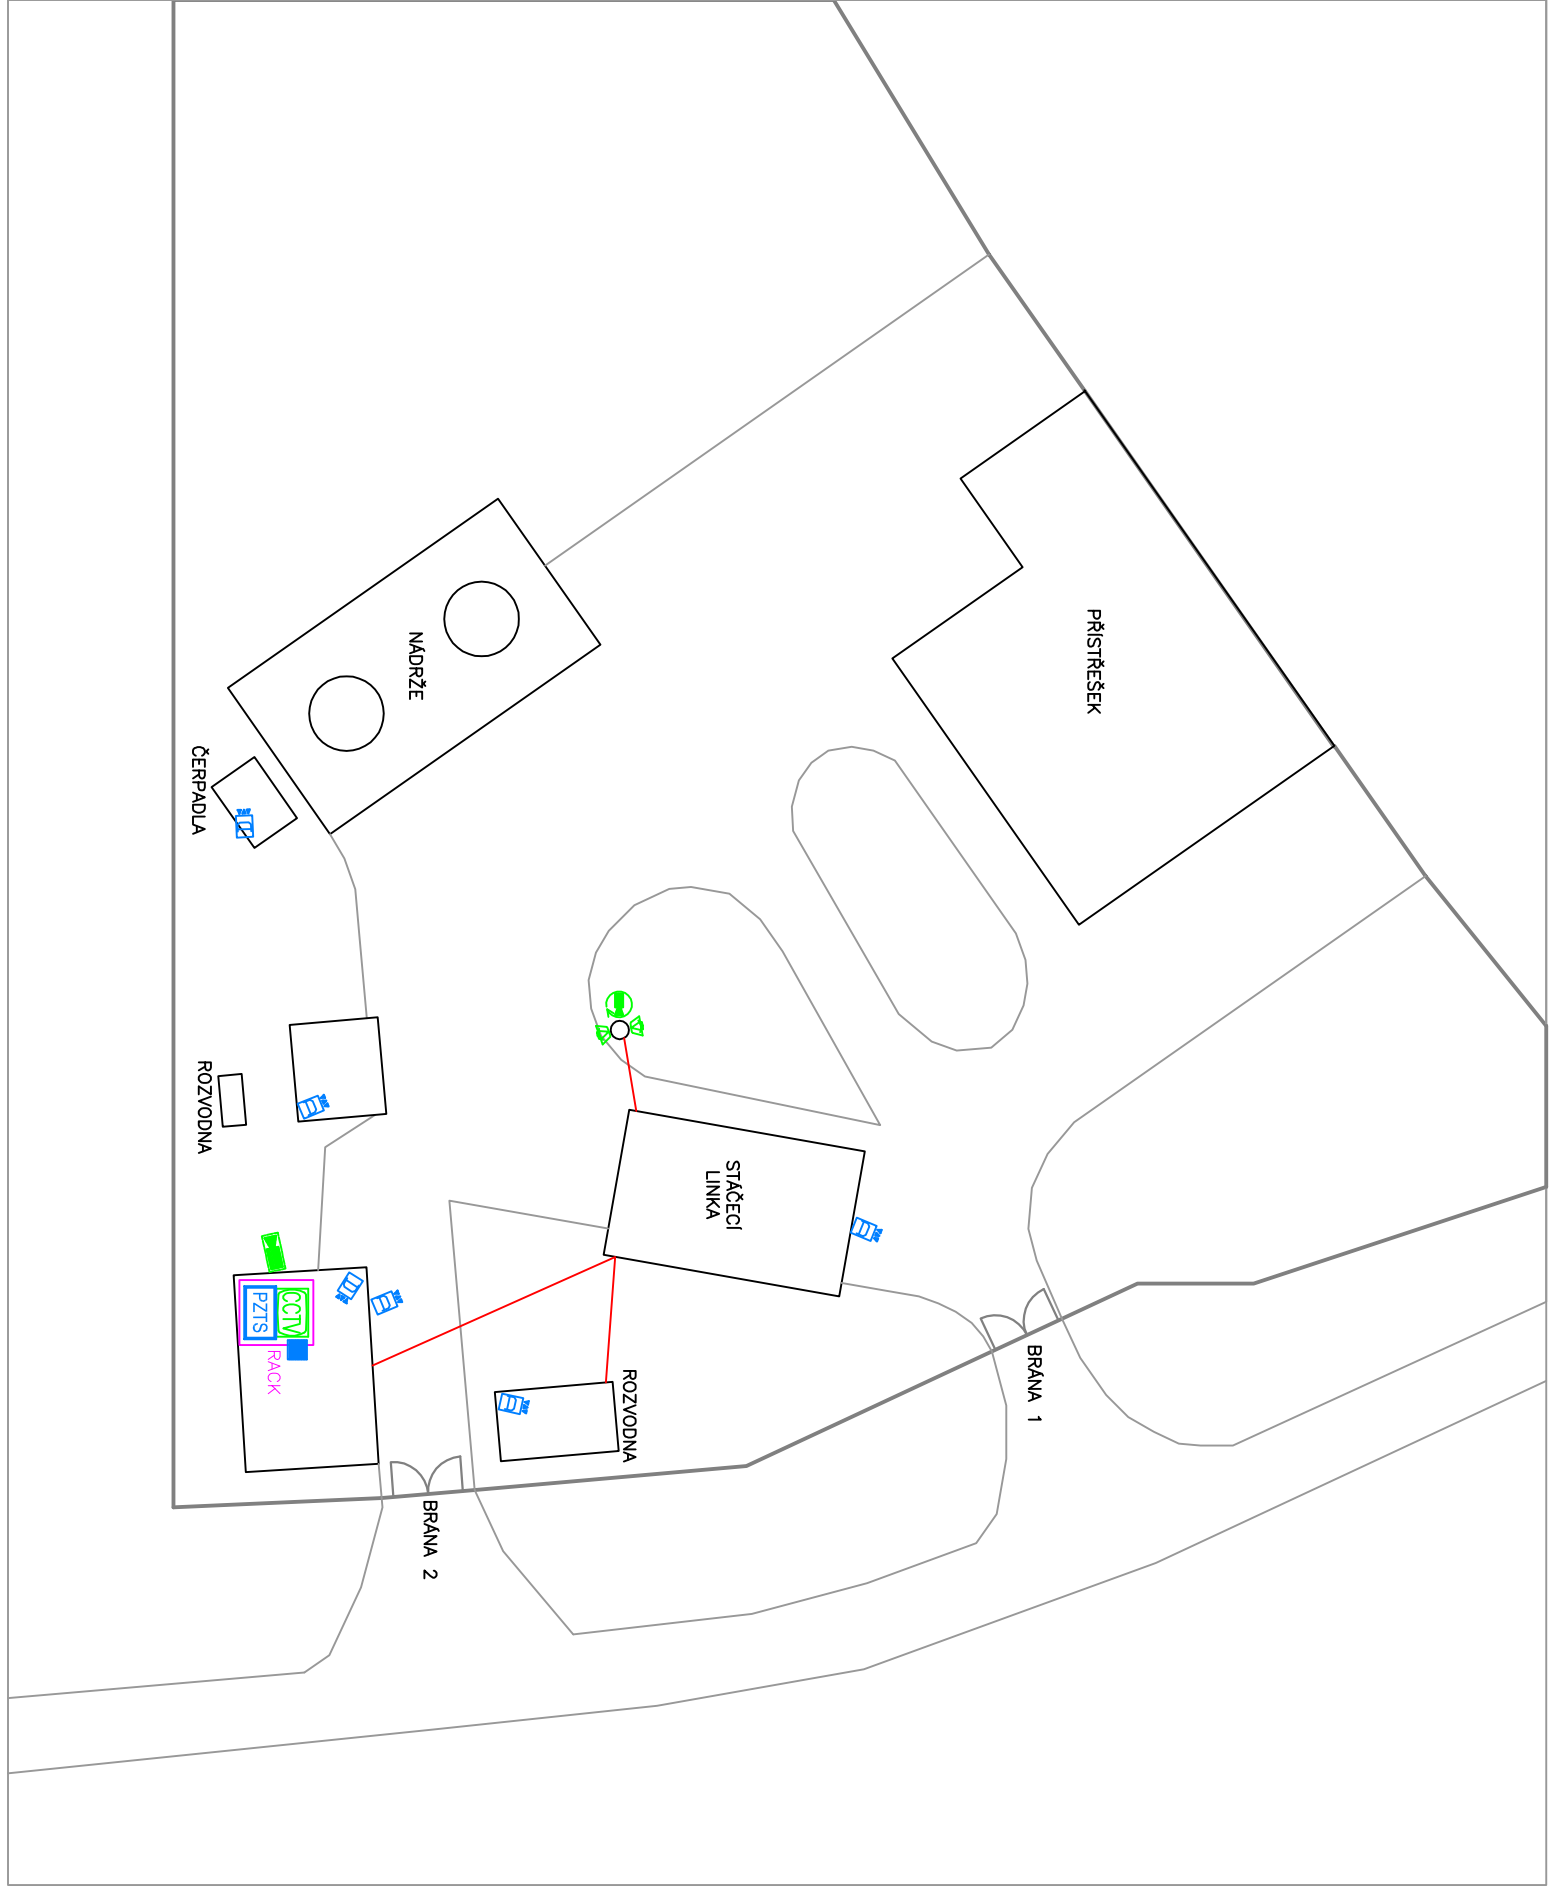 PŘÍSTŘEŠEK
NÁDRŽE
ČERPADLA
ROZVODNA
STÁČECÍ
LINKA
CCTV
PZTS
RACK
ROZVODNA
BRÁNA 1
BRÁNA 2